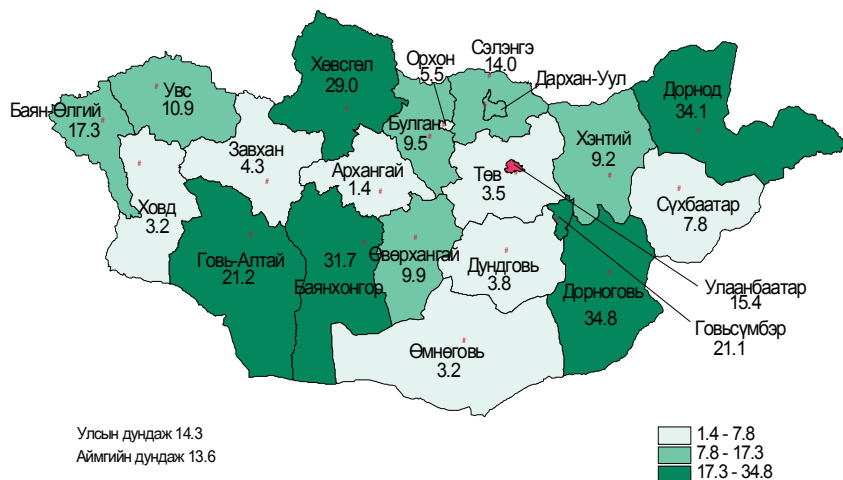 Орхон
5.5
Сэлэнгэ
14.0
Дархан-Уул
Хөвсгөл
29.0
Увс
10.9
Баян-Өлгий
17.3
Дорнод
34.1
Булган
9.5
Хэнтий
9.2
Завхан
4.3
Архангай
1.4
Төв
3.5
Сүхбаатар
7.8
Ховд
3.2
Говь-Алтай
21.2
31.7
Баянхонгор
Өвөрхангай
9.9
Дундговь
3.8
Дорноговь
34.8
Улаанбаатар
15.4
Говьсүмбэр
21.1
Өмнөговь
3.2
Улсын дундаж 14.3
Аймгийн дундаж 13.6
1.4 - 7.8
7.8 - 17.3
17.3 - 34.8